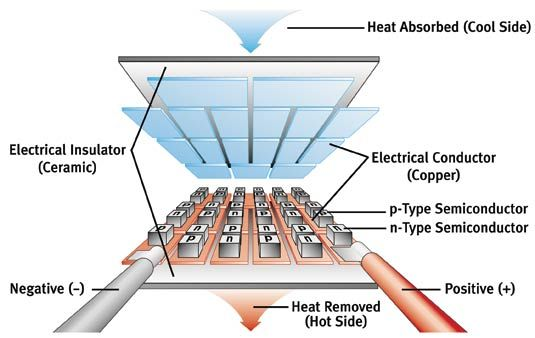 Heat Absorbed (Cool Side)
Electrical Insulator
(Ceramic)
Electrical Conductor
(Copper)
p-Type Semiconductor
n-Type Semiconductor
Negative (–)
Positive (+)
Heat Removed
(Hot Side)